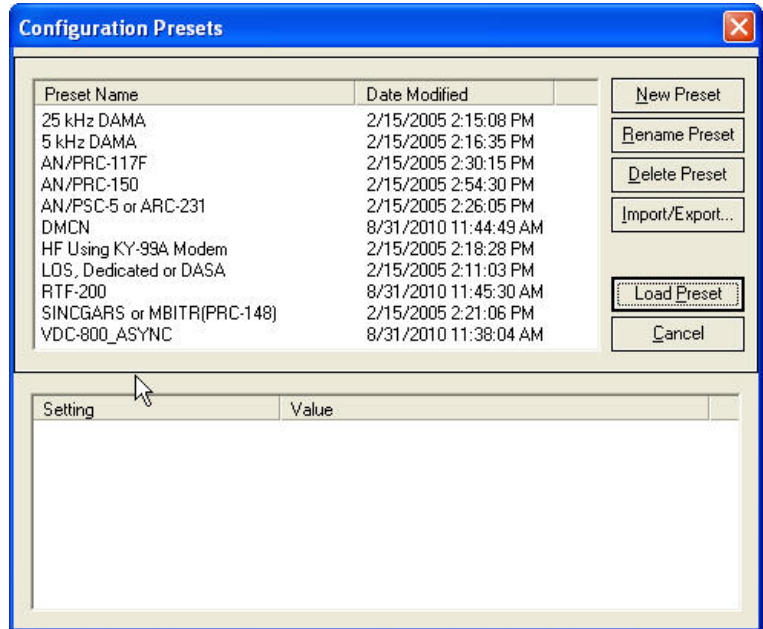 Configuration Presets
Preset Name Date Modified
25 kHz DAMA 2/15/2005 2:15:08 PM
5 kHz DAMA 2/15/2005 2:16:35 PM
AN/PRC-117F 2/15/2005 2:30:15 PM
AN/PRC-150 2/15/2005 2:54:30 PM
AN/PSC-5 or ARC-231 2/15/2005 2:26:05 PM
DMCN 8/31/2010 11:44:49 AM
HF Using KY-99A Modem 2/15/2005 2:18:28 PM
LOS, Dedicated or DASA 2/15/2005 2:11:03 PM
RTF-200 8/31/2010 11:45:30 AM
SINCGARS or MBITR(PRC-148) 2/15/2005 2:21:06 PM
VDC-800_ASYNC 8/31/2010 11:38:04 AM
New Preset
Rename Preset
Delete Preset
Import/Export...
Load Preset
Cancel
Setting Value